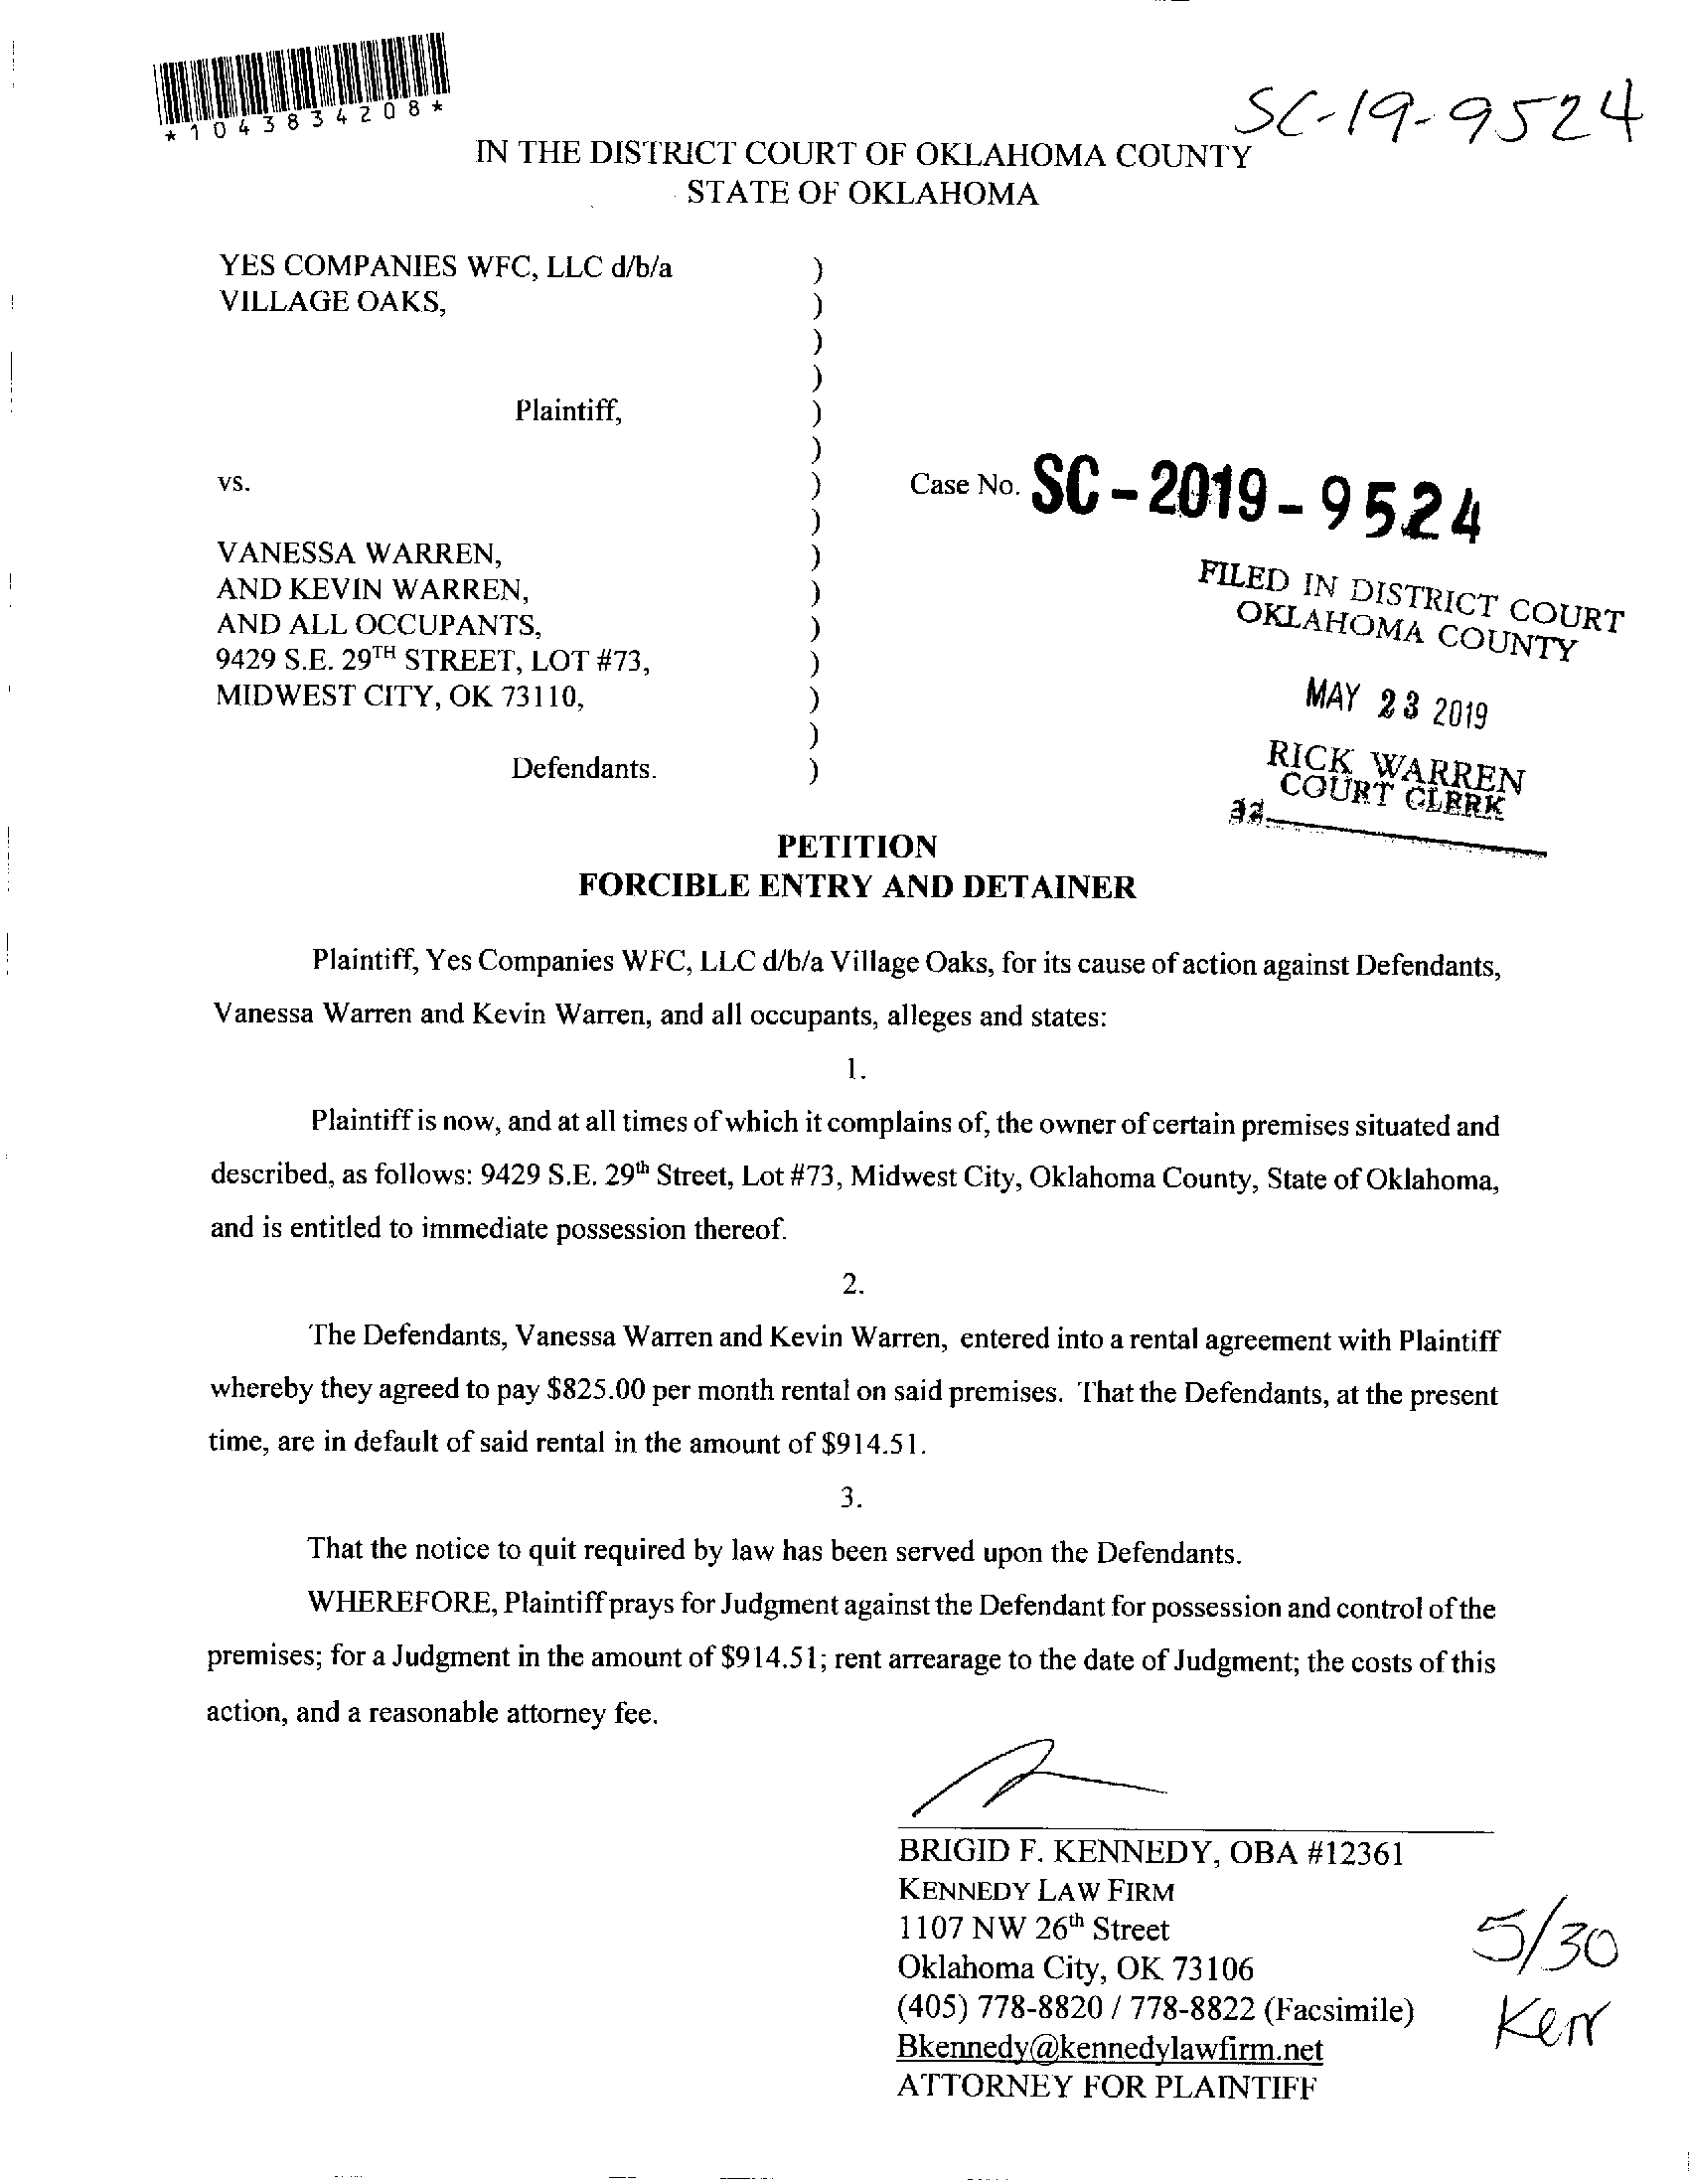 *1043834208*
SC-19-9524
IN THE DISTRICT COURT OF OKLAHOMA COUNTY
STATE OF OKLAHOMA
YES COMPANIES WFC, LLC d/b/a )
VILLAGE OAKS, )
)
)
Plaintiff, )
)
vs. ) Case No. SC-2019-9524
)
VANESSA WARREN, )
AND KEVIN WARREN, )
AND ALL OCCUPANTS, )
9429 S.E. 29TH STREET, LOT #73, )
MIDWEST CITY, OK 73110, )
)
Defendants. )
FILED IN DISTRICT COURT
OKLAHOMA COUNTY
MAY 23 2019
RICK WARREN
COURT CLERK
PETITION
FORCIBLE ENTRY AND DETAINER
Plaintiff, Yes Companies WFC, LLC d/b/a Village Oaks, for its cause of action against Defendants,
Vanessa Warren and Kevin Warren, and all occupants, alleges and states:
1.
Plaintiff is now, and at all times of which it complains of, the owner of certain premises situated and
described, as follows: 9429 S.E. 29th Street, Lot #73, Midwest City, Oklahoma County, State of Oklahoma,
and is entitled to immediate possession thereof.
2.
The Defendants, Vanessa Warren and Kevin Warren, entered into a rental agreement with Plaintiff
whereby they agreed to pay $825.00 per month rental on said premises. That the Defendants, at the present
time, are in default of said rental in the amount of $914.51.
3.
That the notice to quit required by law has been served upon the Defendants.
WHEREFORE, Plaintiff prays for Judgment against the Defendant for possession and control of the
premises; for a Judgment in the amount of $914.51; rent arrearage to the date of Judgment; the costs of this
action, and a reasonable attorney fee.
BRIGID F. KENNEDY, OBA #12361
KENNEDY LAW FIRM
1107 NW 26th Street
Oklahoma City, OK 73106
(405) 778-8820 / 778-8822 (Facsimile)
Bkennedy@kennedylawfirm.net
ATTORNEY FOR PLAINTIFF
5/30
Kerr